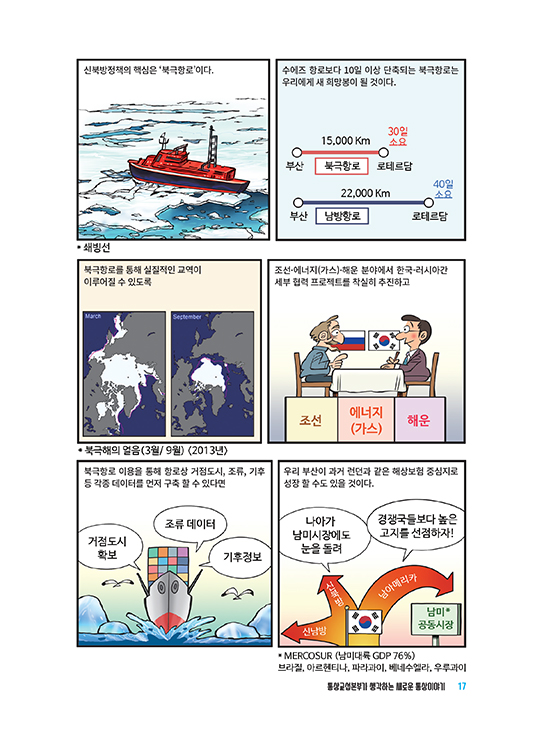 신북방정책의 핵심은 '북극항로'이다.
* 쇄빙선
수에즈 항로보다 10일 이상 단축되는 북극항로는
우리에게 새 희망봉이 될 것이다.
15,000 Km
30일
소요
부산
북극항로
로테르담
22,000 Km
40일
소요
부산
남방항로
로테르담
북극항로를 통해 실질적인 교역이
이루어질 수 있도록
March
September
* 북극해의 얼음(3월/ 9월) <2013년>
조선·에너지(가스)·해운 분야에서 한국-러시아간
세부 협력 프로젝트를 착실히 추진하고
조선
에너지
(가스)
해운
북극항로 이용을 통해 항로상 거점도시, 조류, 기후
등 각종 데이터를 먼저 구축 할 수 있다면
거점도시
확보
조류 데이터
기후정보
우리 부산이 과거 런던과 같은 해상보험 중심지로
성장 할 수도 있을 것이다.
나아가
남미시장에도
눈을 돌려
경쟁국들보다 높은
고지를 선점하자!
신남방
신북방
남아메리카
남미*
공동시장
* MERCOSUR (남미대륙 GDP 76%)
브라질, 아르헨티나, 파라과이, 베네수엘라, 우루과이
통상교섭본부가 생각하는 새로운 통상이야기 17